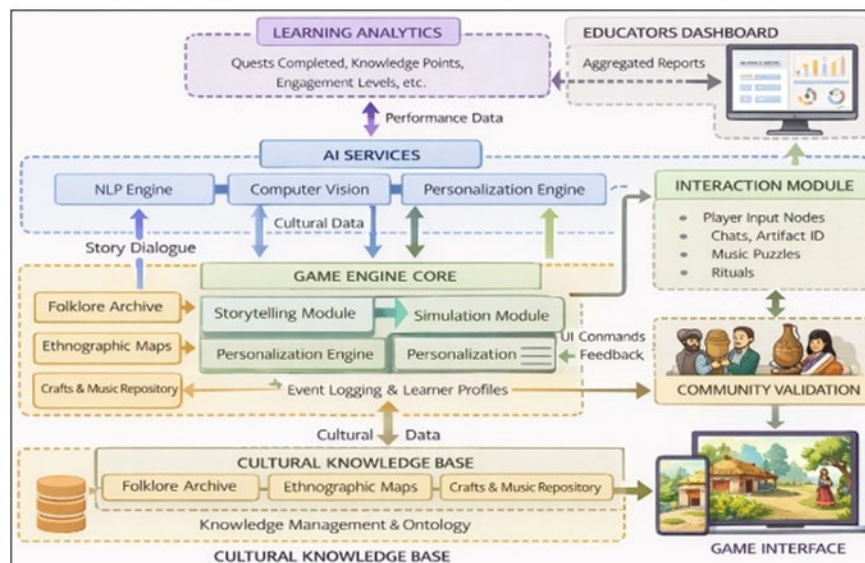 LEARNING ANALYTICS
Quests Completed, Knowledge Points,
Engagement Levels, etc.
EDUCATORS DASHBOARD
Aggregated Reports
Performance Data
AI SERVICES
NLP Engine
Computer Vision
Personalization Engine
Cultural Data
Story Dialogue
INTERACTION MODULE
Player Input Nodes
Chats, Artifact ID
Music Puzzles
Rituals
GAME ENGINE CORE
Folklore Archive
Storytelling Module
Simulation Module
Ethnographic Maps
Personalization Engine
Personalization
UI Commands
Feedback
Crafts & Music Repository
Event Logging & Learner Profiles
COMMUNITY VALIDATION
Cultural Data
CULTURAL KNOWLEDGE BASE
Folklore Archive
Ethnographic Maps
Crafts & Music Repository
Knowledge Management & Ontology
CULTURAL KNOWLEDGE BASE
GAME INTERFACE